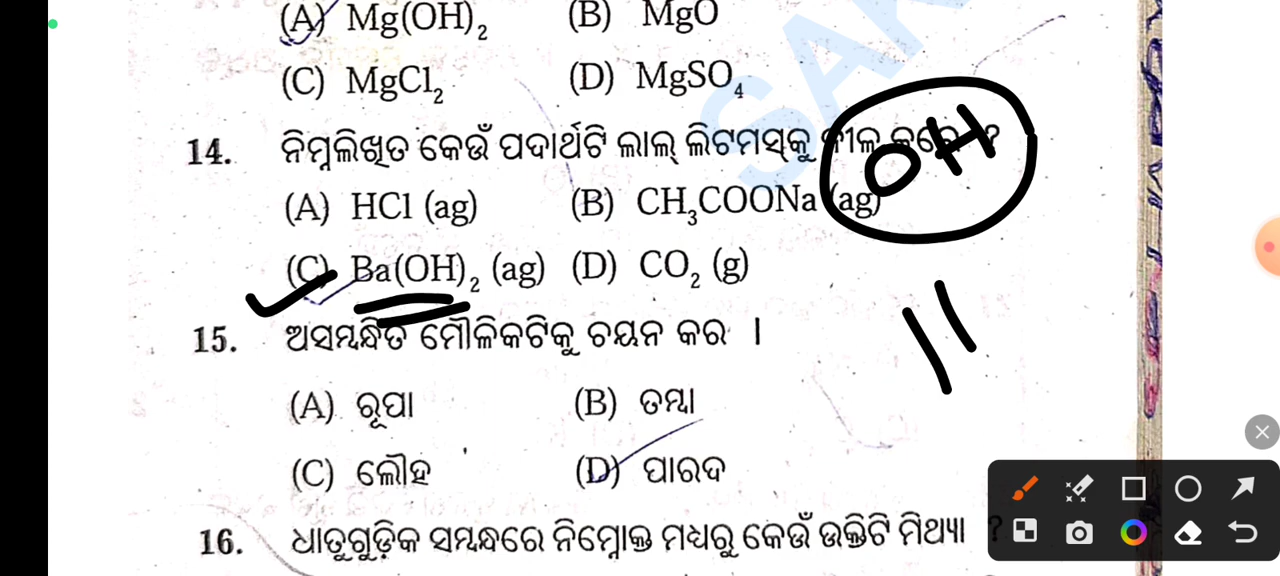 (A) Mg(OH)₂ (B) MgO
(C) MgCl₂ (D) MgSO₄
14. ନିମ୍ନଲିଖିତ କେଉଁ ପଦାର୍ଥଟି ଲାଲ୍ ଲିଟମସ୍‌କୁ ନୀଳ କରେ ?
OH
(A) HCl (ag) (B) CH₃COONa (ag)
(C) Ba(OH)₂ (ag) (D) CO₂ (g)
15. ଅସମ୍ବନ୍ଧିତ ମୌଳିକଟିକୁ ଚୟନ କର ।
(A) ରୂପା (B) ତମ୍ବା
(C) ଲୌହ (D) ପାରଦ
16. ଧାତୁଗୁଡ଼ିକ ସମ୍ବନ୍ଧରେ ନିମ୍ନୋକ୍ତ ମଧ୍ୟରୁ କେଉଁ ଉକ୍ତିଟି ମିଥ୍ୟା ?